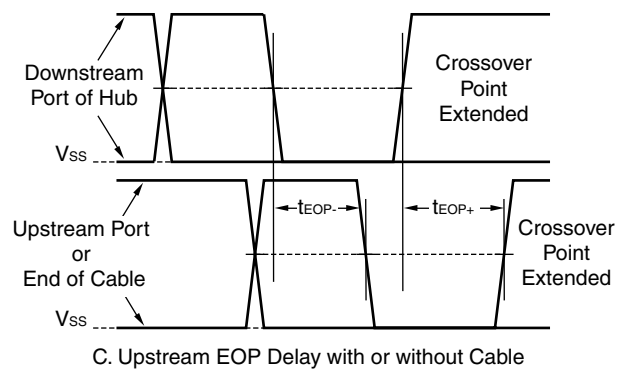 Downstream
Port of Hub
Crossover
Point
Extended
VSS
tEOP-
tEOP+
Upstream Port
or
End of Cable
Crossover
Point
Extended
VSS
C. Upstream EOP Delay with or without Cable